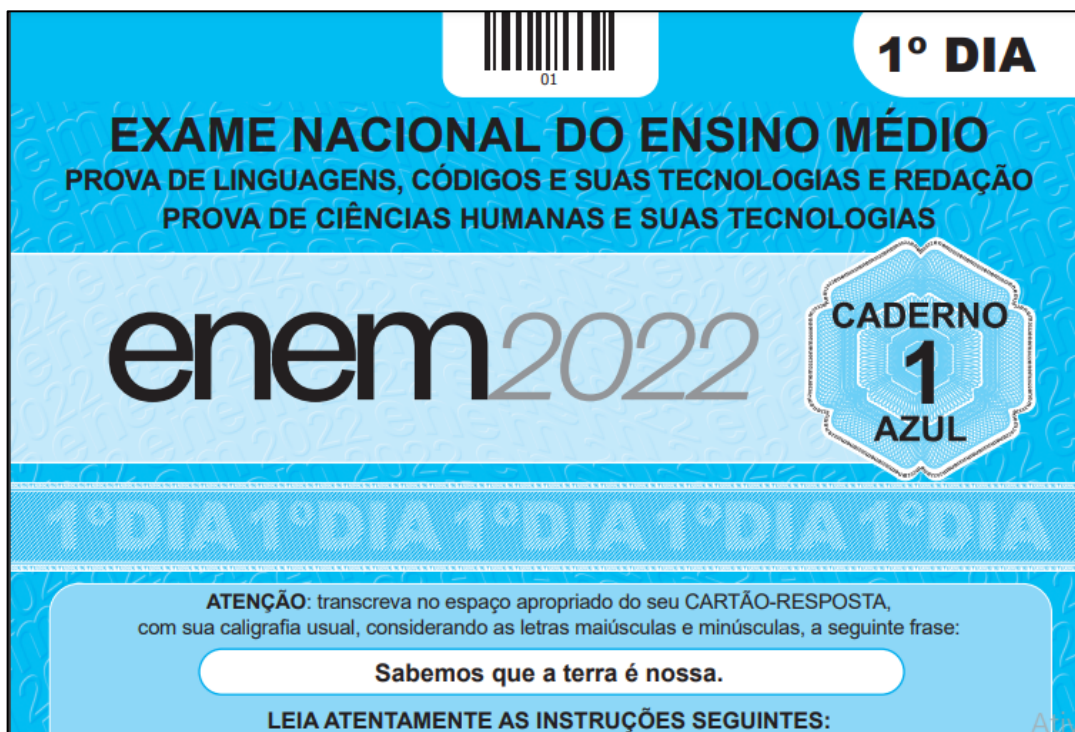 01
1º DIA
EXAME NACIONAL DO ENSINO MÉDIO
PROVA DE LINGUAGENS, CÓDIGOS E SUAS TECNOLOGIAS E REDAÇÃO
PROVA DE CIÊNCIAS HUMANAS E SUAS TECNOLOGIAS
enem2022
CADERNO
1
AZUL
1ºDIA 1ºDIA 1ºDIA 1ºDIA 1ºDIA
ATENÇÃO: transcreva no espaço apropriado do seu CARTÃO-RESPOSTA,
com sua caligrafia usual, considerando as letras maiúsculas e minúsculas, a seguinte frase:
Sabemos que a terra é nossa.
LEIA ATENTAMENTE AS INSTRUÇÕES SEGUINTES: